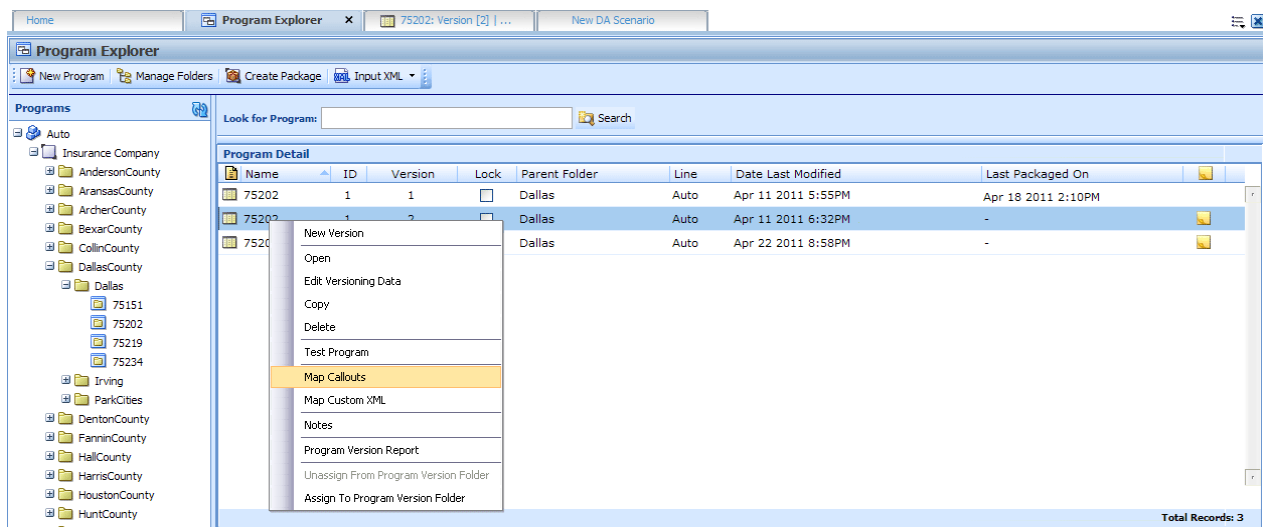 Home Program Explorer x 75202: Version [2] | ... New DA Scenario
Program Explorer
New Program Manage Folders Create Package Input XML
Programs
Look for Program: Search
Auto
Insurance Company
AndersonCounty
AransasCounty
ArcherCounty
BexarCounty
CollinCounty
DallasCounty
Dallas
75151
75202
75219
75234
Irving
ParkCities
DentonCounty
FanninCounty
HallCounty
HarrisCounty
HoustonCounty
HuntCounty
Program Detail
Name ID Version Lock Parent Folder Line Date Last Modified Last Packaged On
75202 1 1 Dallas Auto Apr 11 2011 5:55PM Apr 18 2011 2:10PM
75202 1 2 Dallas Auto Apr 11 2011 6:32PM -
7520 Dallas Auto Apr 22 2011 8:58PM -
New Version
Open
Edit Versioning Data
Copy
Delete
Test Program
Map Callouts
Map Custom XML
Notes
Program Version Report
Unassign From Program Version Folder
Assign To Program Version Folder
Total Records: 3